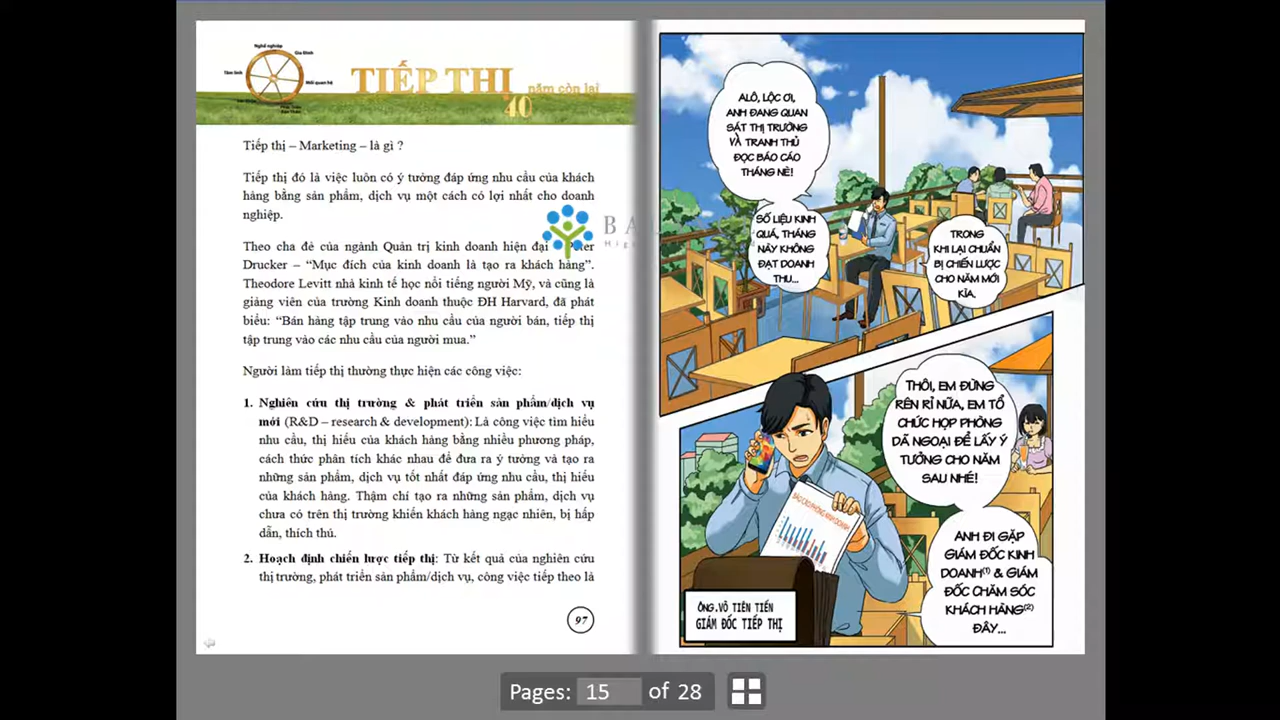 Nghề nghiệp
Gia Đình
Tâm linh
Mối quan hệ
TIẾP THỊ
năm còn lại
40
Tiếp thị – Marketing – là gì ?
Tiếp thị đó là việc luôn có ý tưởng đáp ứng nhu cầu của khách
hàng bằng sản phẩm, dịch vụ một cách có lợi nhất cho doanh
nghiệp.
Theo cha đẻ của ngành Quản trị kinh doanh hiện đại
Drucker – “Mục đích của kinh doanh là tạo ra khách hàng”.
Theodore Levitt nhà kinh tế học nổi tiếng người Mỹ, và cũng là
giảng viên của trường Kinh doanh thuộc ĐH Harvard, đã phát
biểu: “Bán hàng tập trung vào nhu cầu của người bán, tiếp thị
tập trung vào các nhu cầu của người mua.”
Người làm tiếp thị thường thực hiện các công việc:
1. Nghiên cứu thị trường & phát triển sản phẩm/dịch vụ
mới (R&D – research & development): Là công việc tìm hiểu
nhu cầu, thị hiếu của khách hàng bằng nhiều phương pháp,
cách thức phân tích khác nhau để đưa ra ý tưởng và tạo ra
những sản phẩm, dịch vụ tốt nhất đáp ứng nhu cầu, thị hiếu
của khách hàng. Thậm chí tạo ra những sản phẩm, dịch vụ
chưa có trên thị trường khiến khách hàng ngạc nhiên, bị hấp
dẫn, thích thú.
2. Hoạch định chiến lược tiếp thị: Từ kết quả của nghiên cứu
thị trường, phát triển sản phẩm/dịch vụ, công việc tiếp theo là
97
ALÔ, LỘC ƠI,
ANH ĐANG QUAN
SÁT THỊ TRƯỜNG
VÀ TRANH THỦ
ĐỌC BÁO CÁO
THÁNG NÈ!
SỐ LIỆU KINH
QUÁ, THÁNG
NÀY KHÔNG
ĐẠT DOANH
THU...
TRONG
KHI LẠI CHUẨN
BỊ CHIẾN LƯỢC
CHO NĂM MỚI
KÌA.
THÔI, EM ĐỪNG
RÊN RỈ NỮA, EM TỔ
CHỨC HỌP PHÒNG
DÃ NGOẠI ĐỂ LẤY Ý
TƯỞNG CHO NĂM
SAU NHÉ!
ANH ĐI GẶP
GIÁM ĐỐC KINH
DOANH(1) & GIÁM
ĐỐC CHĂM SÓC
KHÁCH HÀNG(2)
ĐÂY...
ÔNG.VÕ TIÊN TIẾN
GIÁM ĐỐC TIẾP THỊ
Pages: 15 of 28